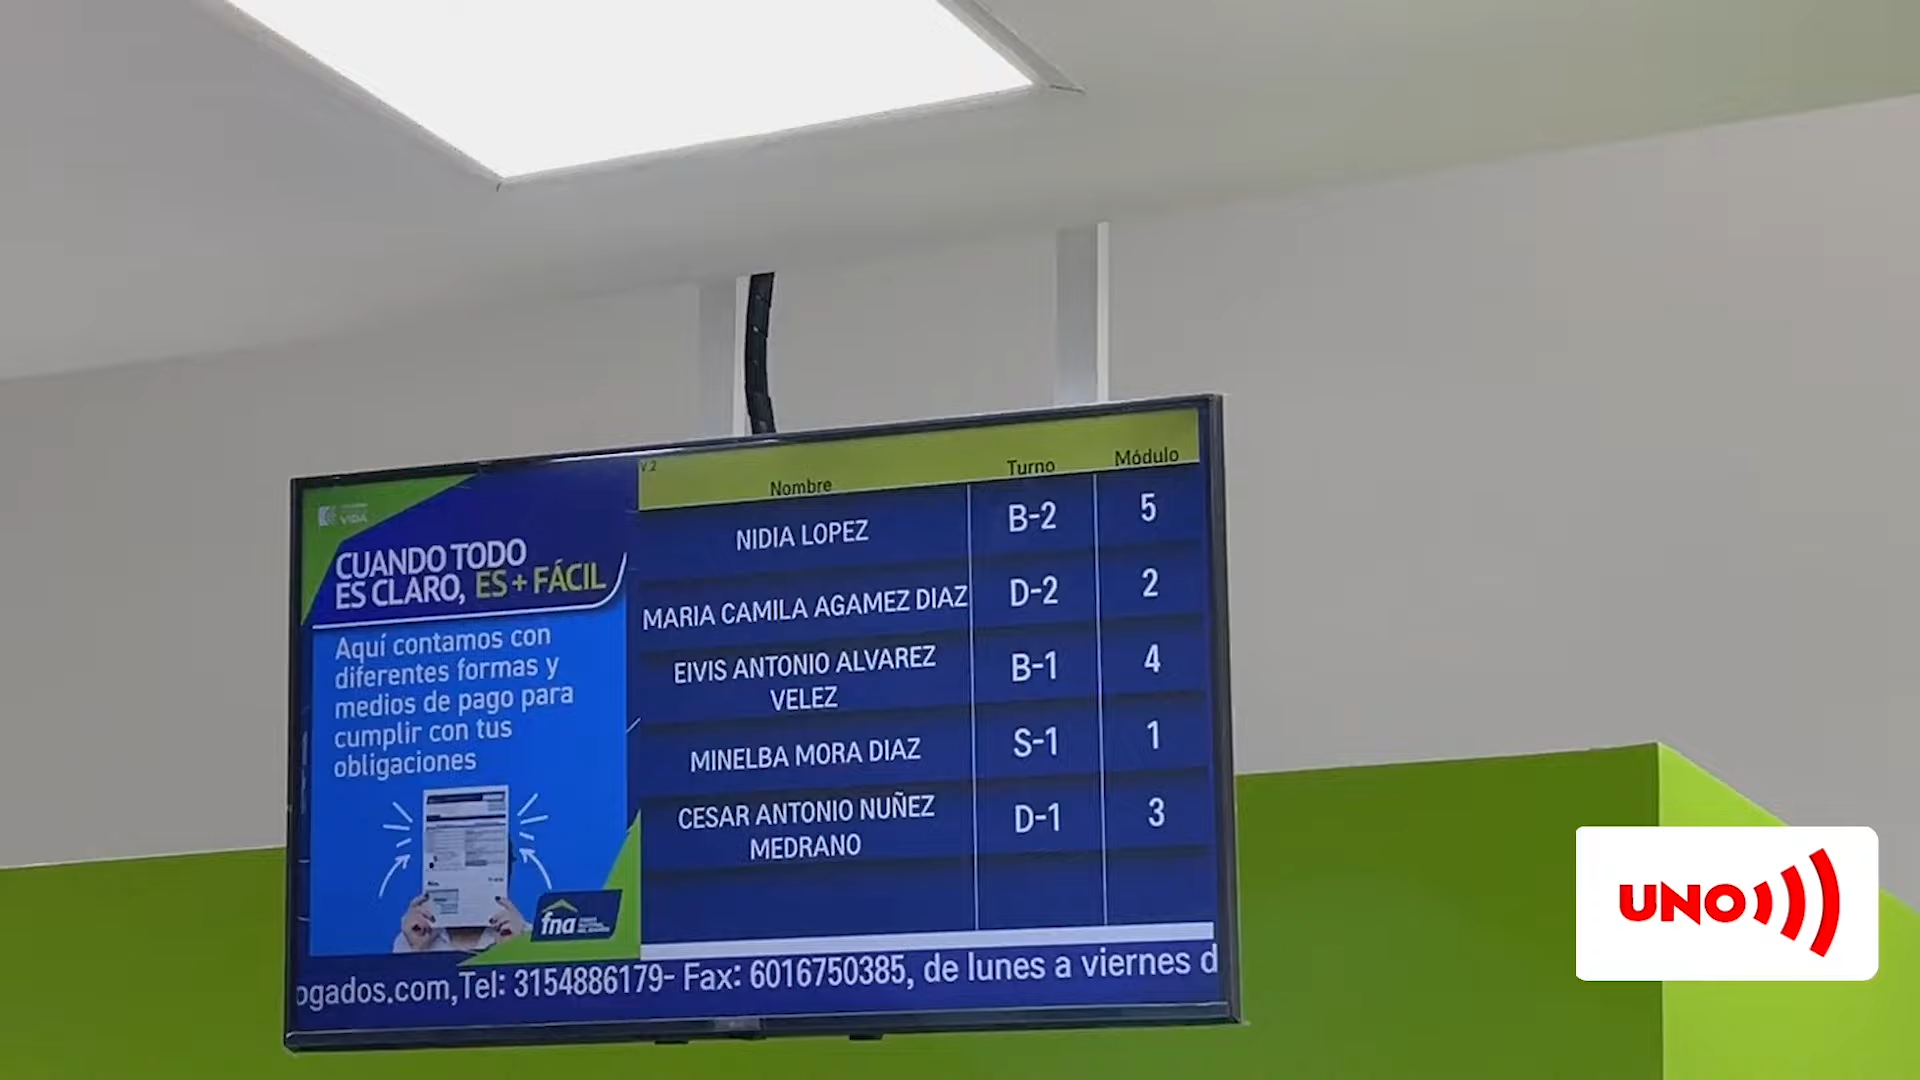 V.2
Nombre Turno Módulo
NIDIA LOPEZ B-2 5
MARIA CAMILA AGAMEZ DIAZ D-2 2
EIVIS ANTONIO ALVAREZ
VELEZ B-1 4
MINELBA MORA DIAZ S-1 1
CESAR ANTONIO NUÑEZ
MEDRANO D-1 3
VIDA
CUANDO TODO
ES CLARO, ES + FÁCIL
Aquí contamos con
diferentes formas y
medios de pago para
cumplir con tus
obligaciones
fna
ogados.com,Tel: 3154886179- Fax: 6016750385, de lunes a viernes d
UNO